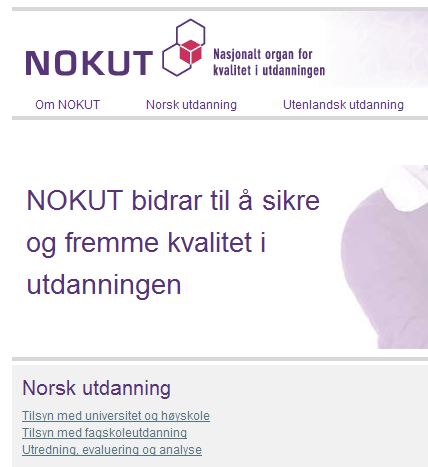 NOKUT
Nasjonalt organ for
kvalitet i utdanningen
Om NOKUT Norsk utdanning Utenlandsk utdanning
NOKUT bidrar til å sikre
og fremme kvalitet i
utdanningen
Norsk utdanning
Tilsyn med universitet og høyskole
Tilsyn med fagskoleutdanning
Utredning, evaluering og analyse